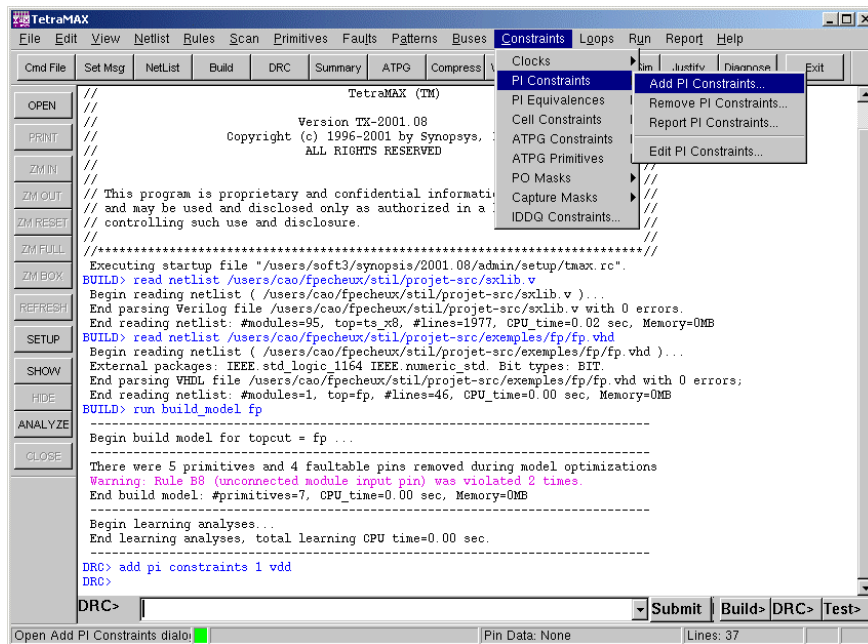 TetraMAX
File Edit View Netlist Rules Scan Primitives Faults Patterns Buses Constraints Loops Run Report Help
Cmd File Set Msg NetList Build DRC Summary ATPG Compress Justify Diagnose Exit
Clocks
PI Constraints
PI Equivalences
Cell Constraints
ATPG Constraints
ATPG Primitives
PO Masks
Capture Masks
IDDQ Constraints...
Add PI Constraints...
Remove PI Constraints...
Report PI Constraints...
Edit PI Constraints...
OPEN
PRINT
ZM IN
ZM OUT
ZM RESET
ZM FULL
ZM BOX
REFRESH
SETUP
SHOW
HIDE
ANALYZE
CLOSE
// TetraMAX (TM)
//
// Version TX-2001.08
// Copyright (c) 1996-2001 by Synopsys,
// ALL RIGHTS RESERVED
//
//
// This program is proprietary and confidential //
// and may be used and disclosed only as authorized in a //
// controlling such use and disclosure. //
// //
//***************************************************************************//
Executing startup file "/users/soft3/synopsis/2001.08/admin/setup/tmax.rc".
BUILD> read netlist /users/cao/fpecheux/stil/projet-src/sxlib.v
Begin reading netlist ( /users/cao/fpecheux/stil/projet-src/sxlib.v )...
End parsing Verilog file /users/cao/fpecheux/stil/projet-src/sxlib.v with 0 errors.
End reading netlist: #modules=95, top=ts_x8, #lines=1977, CPU_time=0.02 sec, Memory=0MB
BUILD> read netlist /users/cao/fpecheux/stil/projet-src/exemples/fp/fp.vhd
Begin reading netlist ( /users/cao/fpecheux/stil/projet-src/exemples/fp/fp.vhd )...
External packages: IEEE.std_logic_1164 IEEE.numeric_std. Bit types: BIT.
End parsing VHDL file /users/cao/fpecheux/stil/projet-src/exemples/fp/fp.vhd with 0 errors;
End reading netlist: #modules=1, top=fp, #lines=46, CPU_time=0.00 sec, Memory=0MB
BUILD> run build_model fp
------------------------------------------------------------------------------
Begin build model for topcut = fp ...
------------------------------------------------------------------------------
There were 5 primitives and 4 faultable pins removed during model optimizations
Warning: Rule B8 (unconnected module input pin) was violated 2 times.
End build model: #primitives=7, CPU_time=0.00 sec, Memory=0MB
------------------------------------------------------------------------------
Begin learning analyses...
End learning analyses, total learning CPU time=0.00 sec.
------------------------------------------------------------------------------
DRC> add pi constraints 1 vdd
DRC>
DRC> Submit Build> DRC> Test>
Open Add PI Constraints Pin Data: None Lines: 37